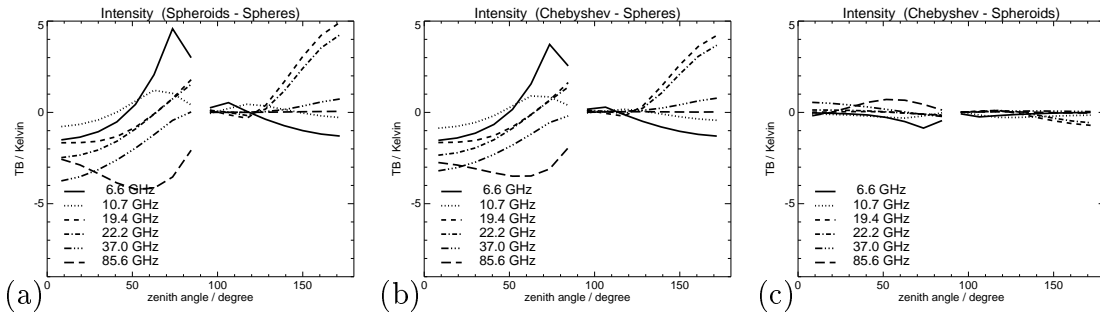 Intensity (Spheroids - Spheres)
5
0
-5
TB / Kelvin
6.6 GHz
10.7 GHz
19.4 GHz
22.2 GHz
37.0 GHz
85.6 GHz
0 50 100 150
zenith angle / degree
(a)
Intensity (Chebyshev - Spheres)
5
0
-5
TB / Kelvin
6.6 GHz
10.7 GHz
19.4 GHz
22.2 GHz
37.0 GHz
85.6 GHz
0 50 100 150
zenith angle / degree
(b)
Intensity (Chebyshev - Spheroids)
5
0
-5
TB / Kelvin
6.6 GHz
10.7 GHz
19.4 GHz
22.2 GHz
37.0 GHz
85.6 GHz
0 50 100 150
zenith angle / degree
(c)